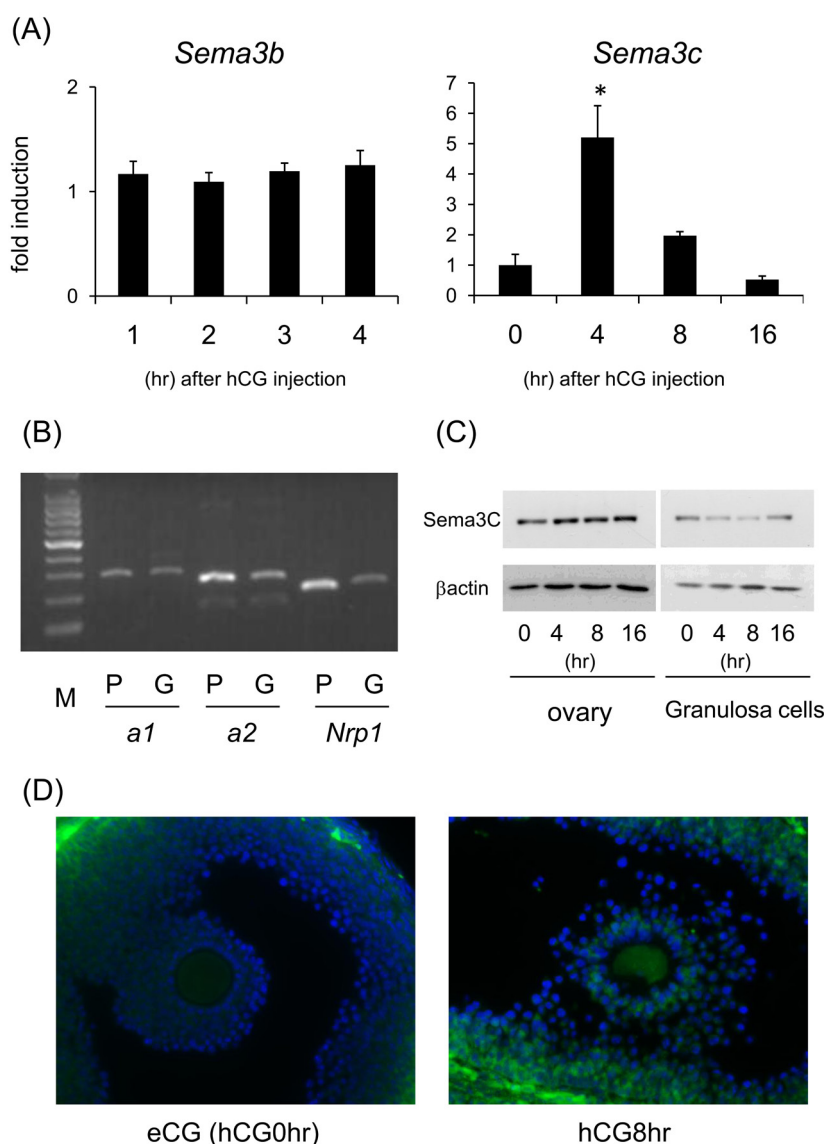 (A)
Sema3b
Sema3c
fold induction
2
1
0
1 2 3 4
(hr) after hCG injection
7
6
5
4
3
2
1
0
*
0 4 8 16
(hr) after hCG injection
(B)
M
P G P G P G
a1 a2 Nrp1
(C)
Sema3C
βactin
0 4 8 16 0 4 8 16
(hr) (hr)
ovary Granulosa cells
(D)
eCG (hCG0hr)
hCG8hr